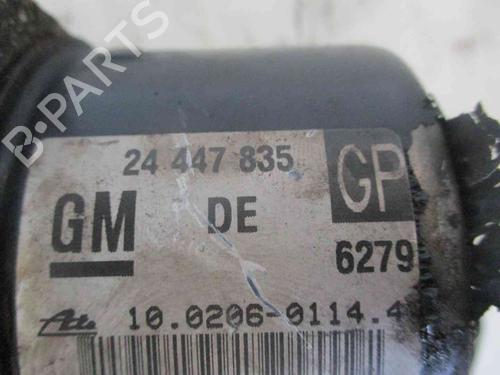 24 447 835
GP
GM
DE
6279
Ate
10.0206-0114.4
B-PARTS